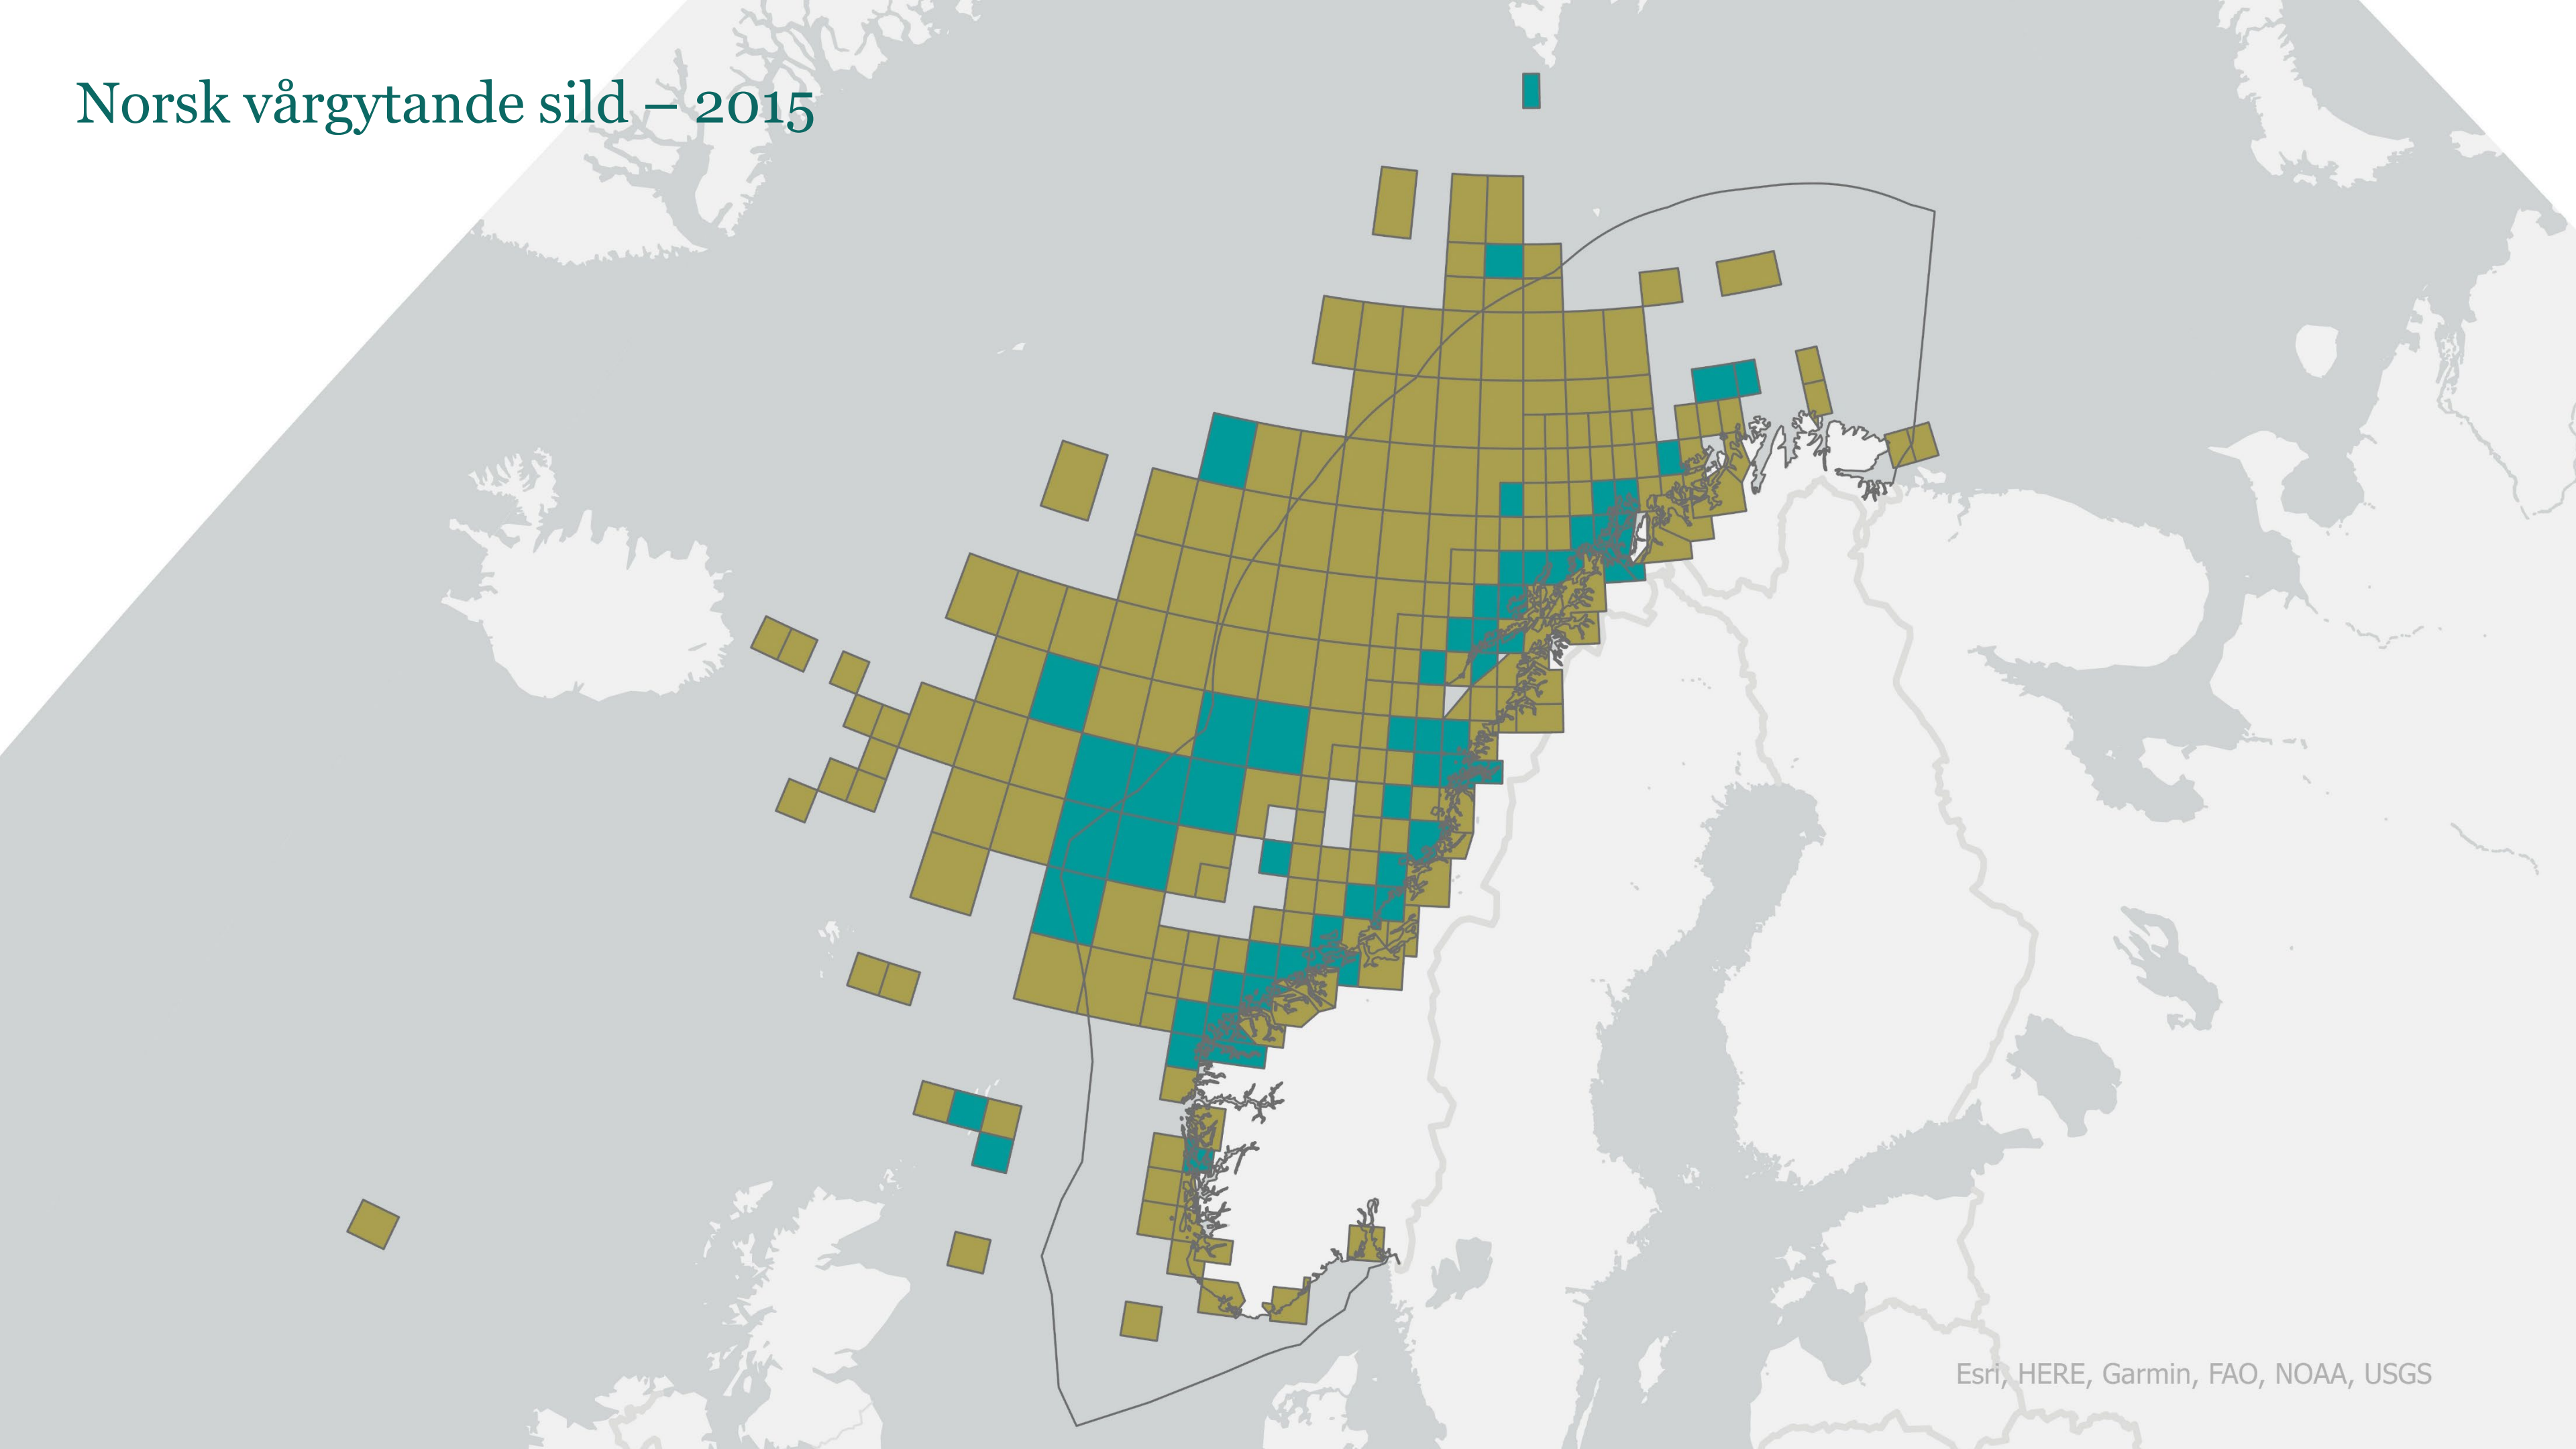 Norsk vårgytande sild – 2015
Esri, HERE, Garmin, FAO, NOAA, USGS